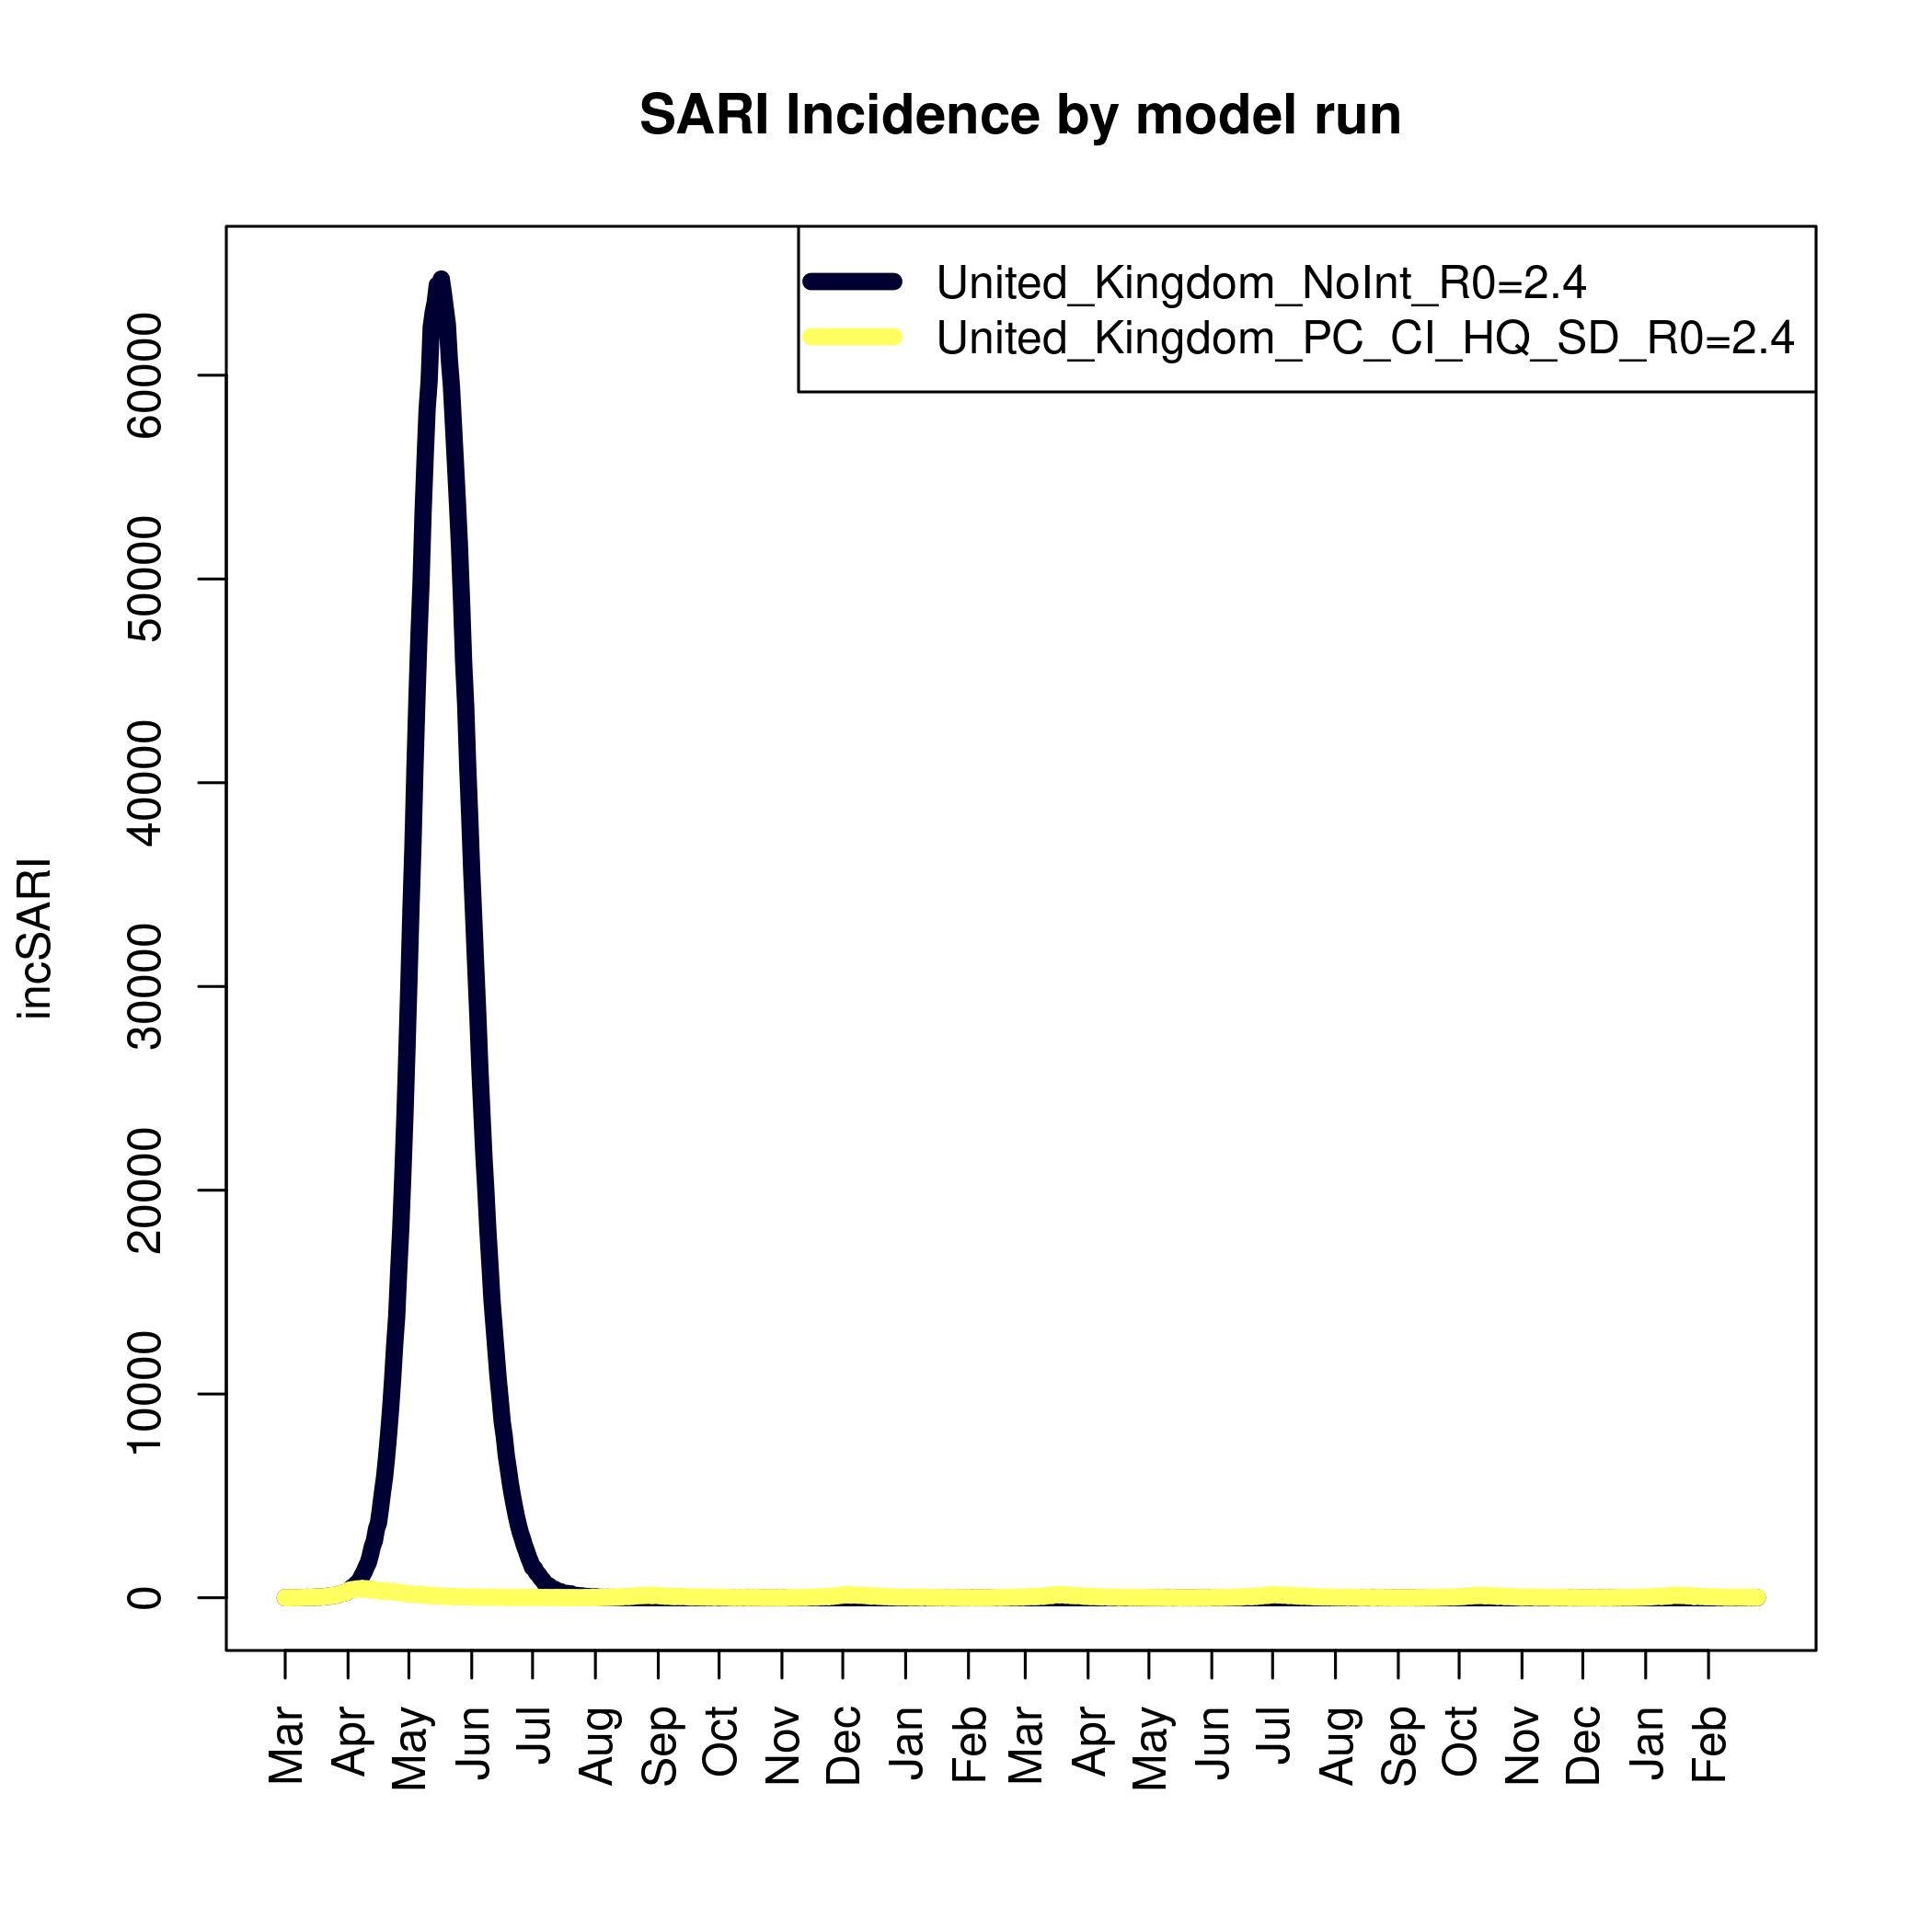 SARI Incidence by model run
United_Kingdom_NoInt_R0=2.4
United_Kingdom_PC_CI_HQ_SD_R0=2.4
incSARI
60000
50000
40000
30000
20000
10000
0
Mar Apr May Jun Jul Aug Sep Oct Nov Dec Jan Feb Mar Apr May Jun Jul Aug Sep Oct Nov Dec Jan Feb